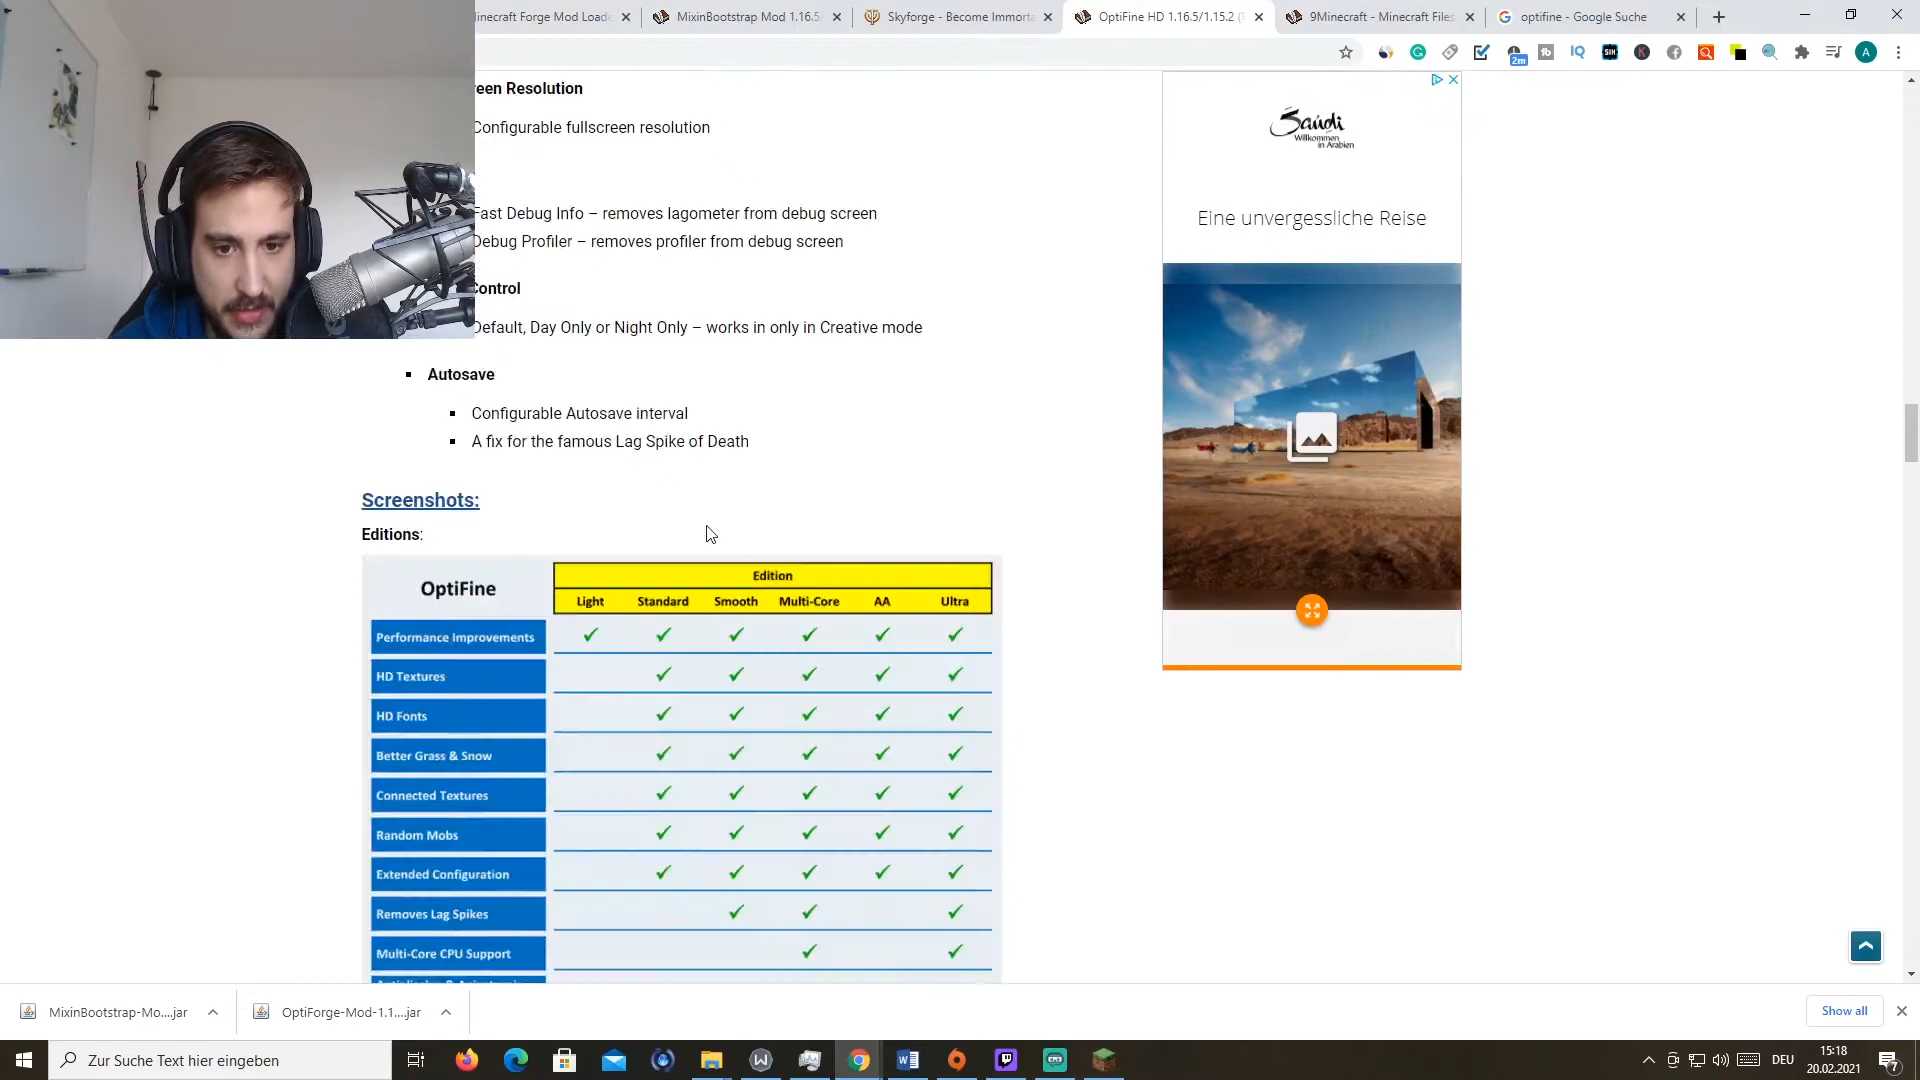 Minecraft Forge Mod Loade
MixinBootstrap Mod 1.16.5
Skyforge - Become Immorta
OptiFine HD 1.16.5/1.15.2
9Minecraft - Minecraft Files
optifine - Google Suche
2m
A
een Resolution
Configurable fullscreen resolution
Fast Debug Info – removes lagometer from debug screen
Debug Profiler – removes profiler from debug screen
Control
Default, Day Only or Night Only – works in only in Creative mode
Autosave
Configurable Autosave interval
A fix for the famous Lag Spike of Death
Screenshots:
Editions:
OptiFine
Edition
Light Standard Smooth Multi-Core AA Ultra
Performance Improvements
HD Textures
HD Fonts
Better Grass & Snow
Connected Textures
Random Mobs
Extended Configuration
Removes Lag Spikes
Multi-Core CPU Support
Saudi
Willkommen
in Arabien
Eine unvergessliche Reise
MixinBootstrap-Mo....jar
OptiForge-Mod-1.1....jar
Show all
Zur Suche Text hier eingeben
DEU
15:18
20.02.2021
7